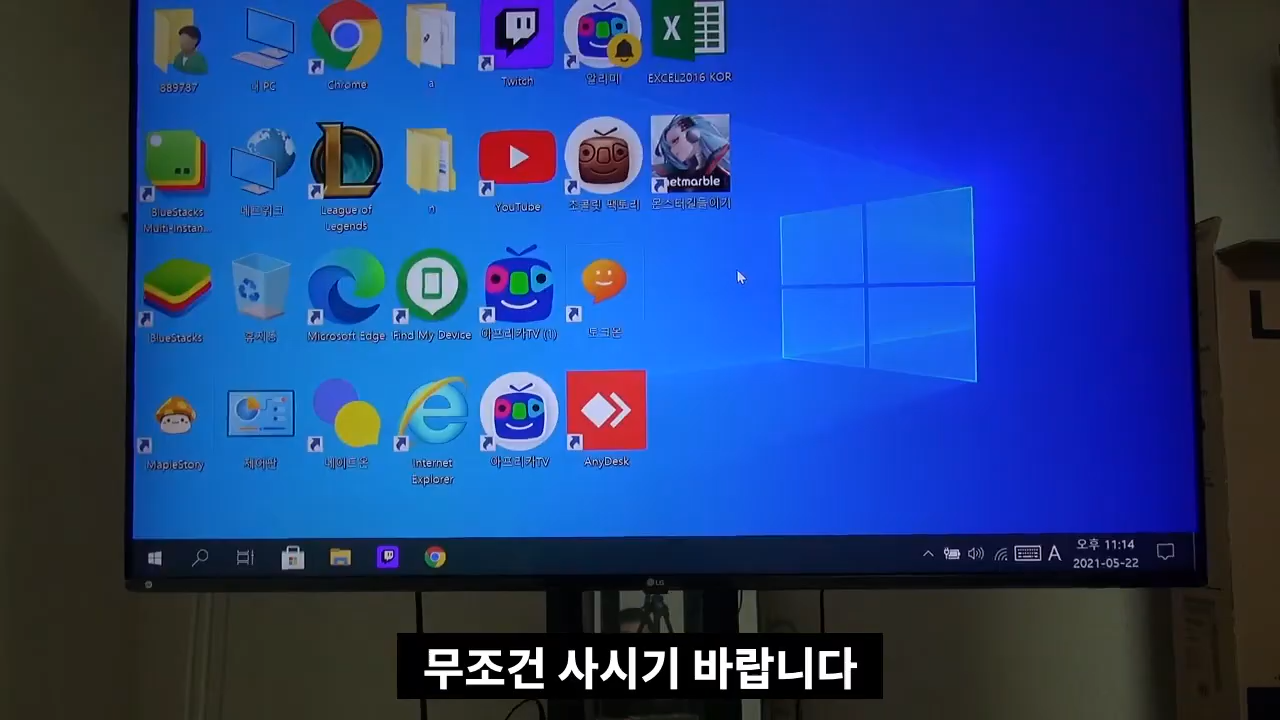 889787
내 PC
Chrome
a
Twitch
알리미
EXCEL2016 KOR
BlueStacks
Multi-Instan...
네트워크
League of
Legends
n
YouTube
초콜릿 팩토리
netmarble
몬스터길들이기
BlueStacks
휴지통
Microsoft Edge
Find My Device
아프리카TV (1)
토크온
MapleStory
제어판
네이트온
Internet
Explorer
아프리카TV
AnyDesk
A
오후 11:14
2021-05-22
LG
무조건 사시기 바랍니다